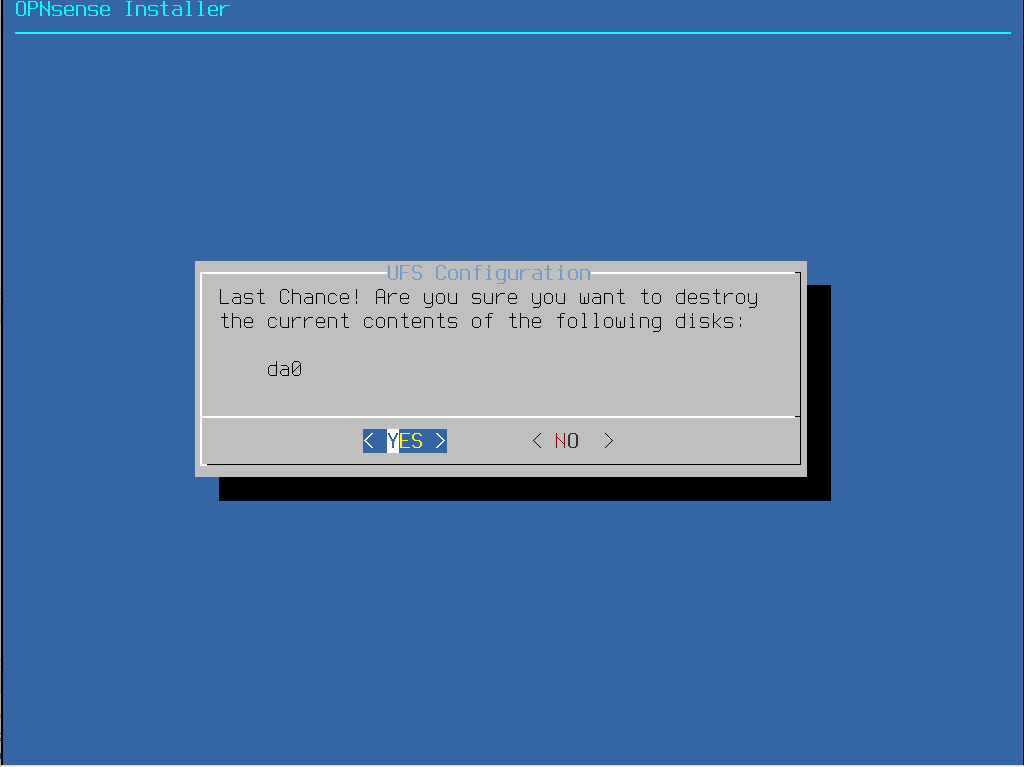 OPNsense Installer
UFS Configuration
Last Chance! Are you sure you want to destroy
the current contents of the following disks:
da0
< YES > < NO >